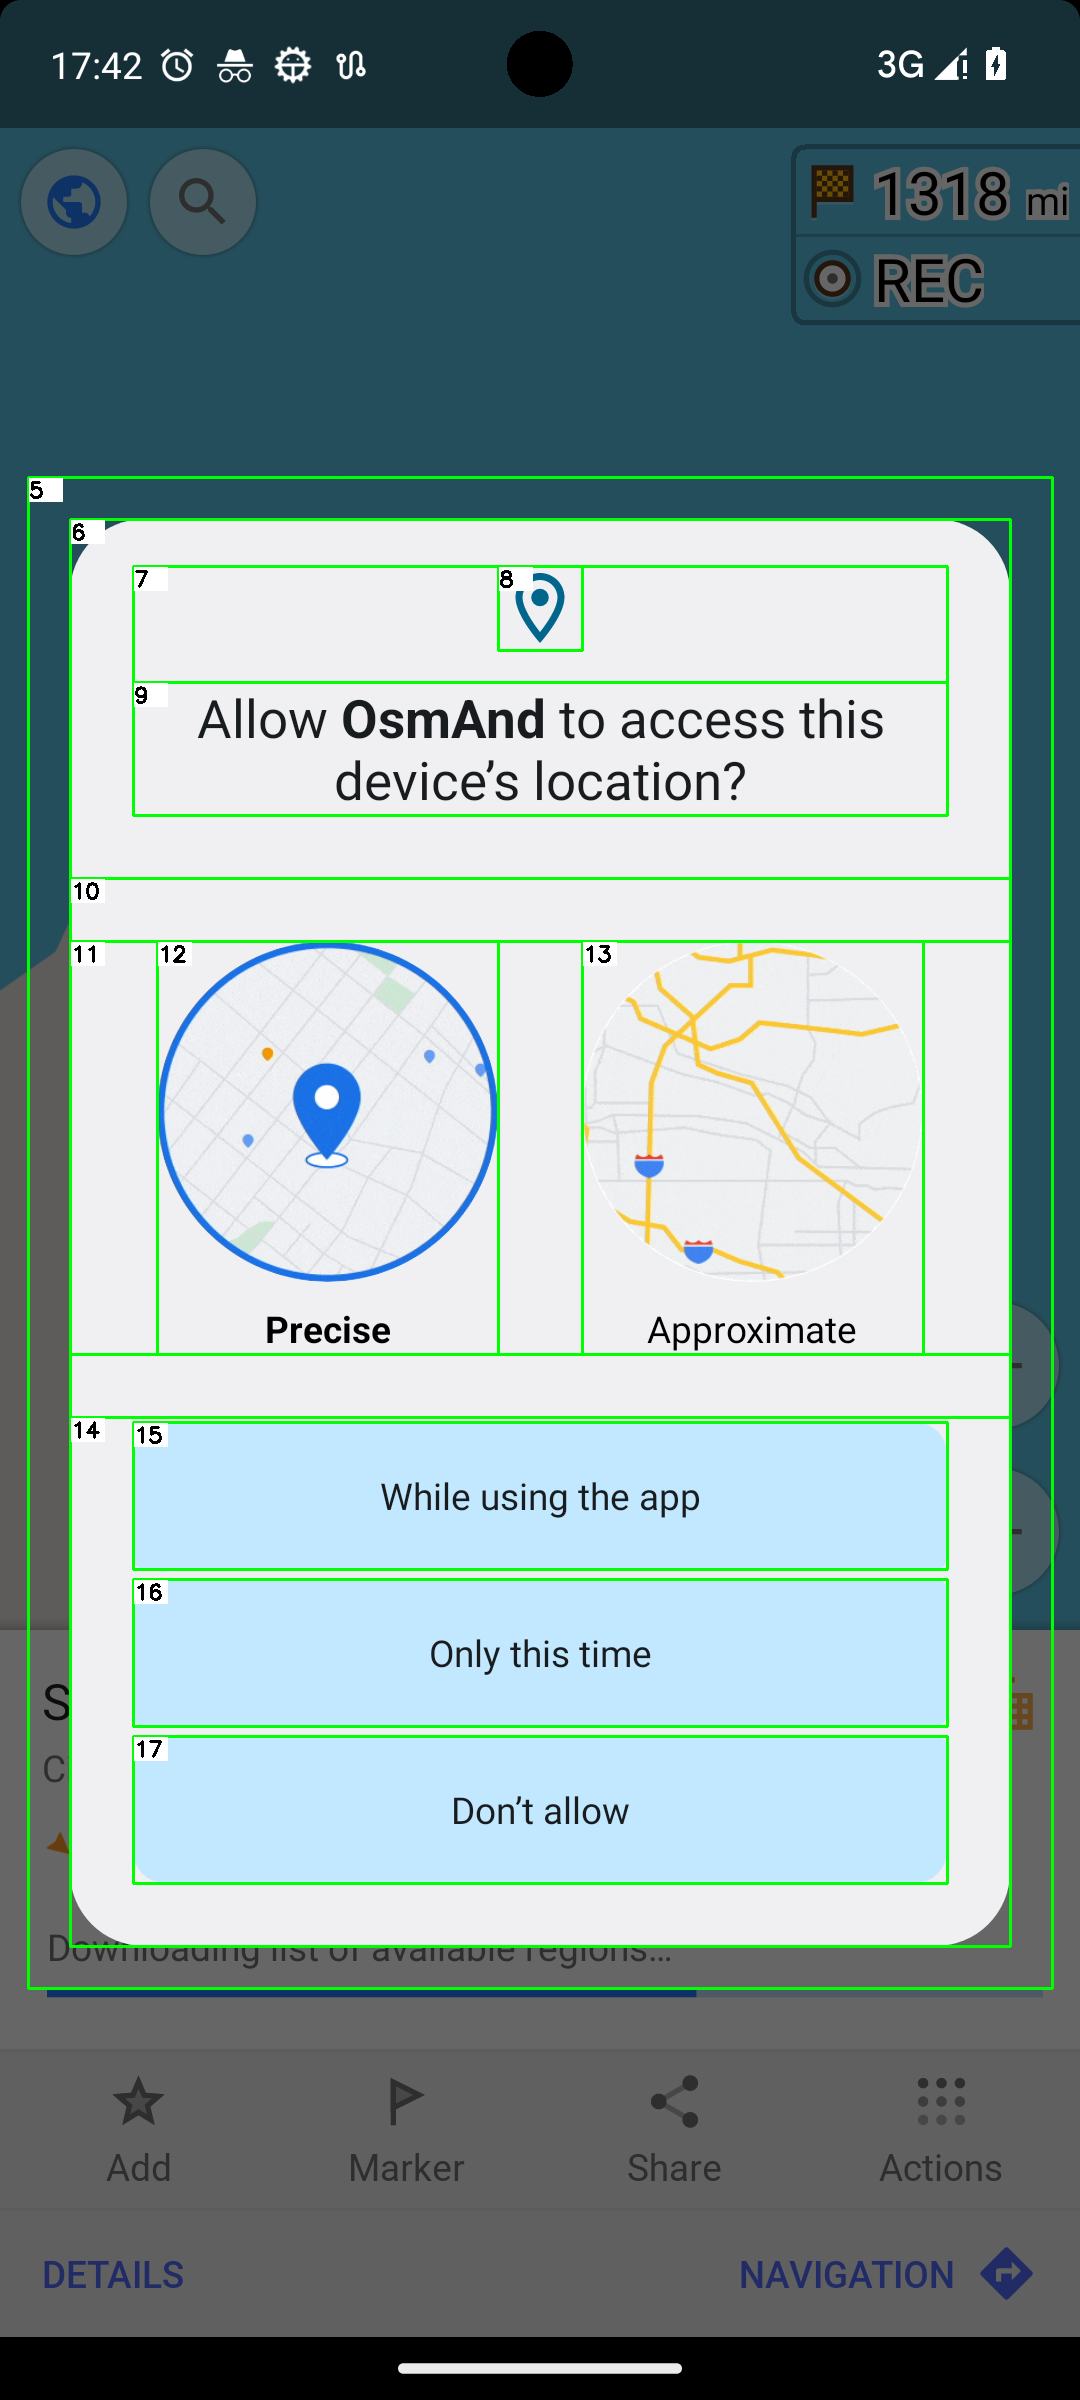 17:42
3G
1318 mi
REC
5
6
7
8
9
Allow OsmAnd to access this
device’s location?
10
11
12
13
Precise
Approximate
14
15
While using the app
16
Only this time
17
Don’t allow
Downloading list of available regions…
Add
Marker
Share
Actions
DETAILS
NAVIGATION